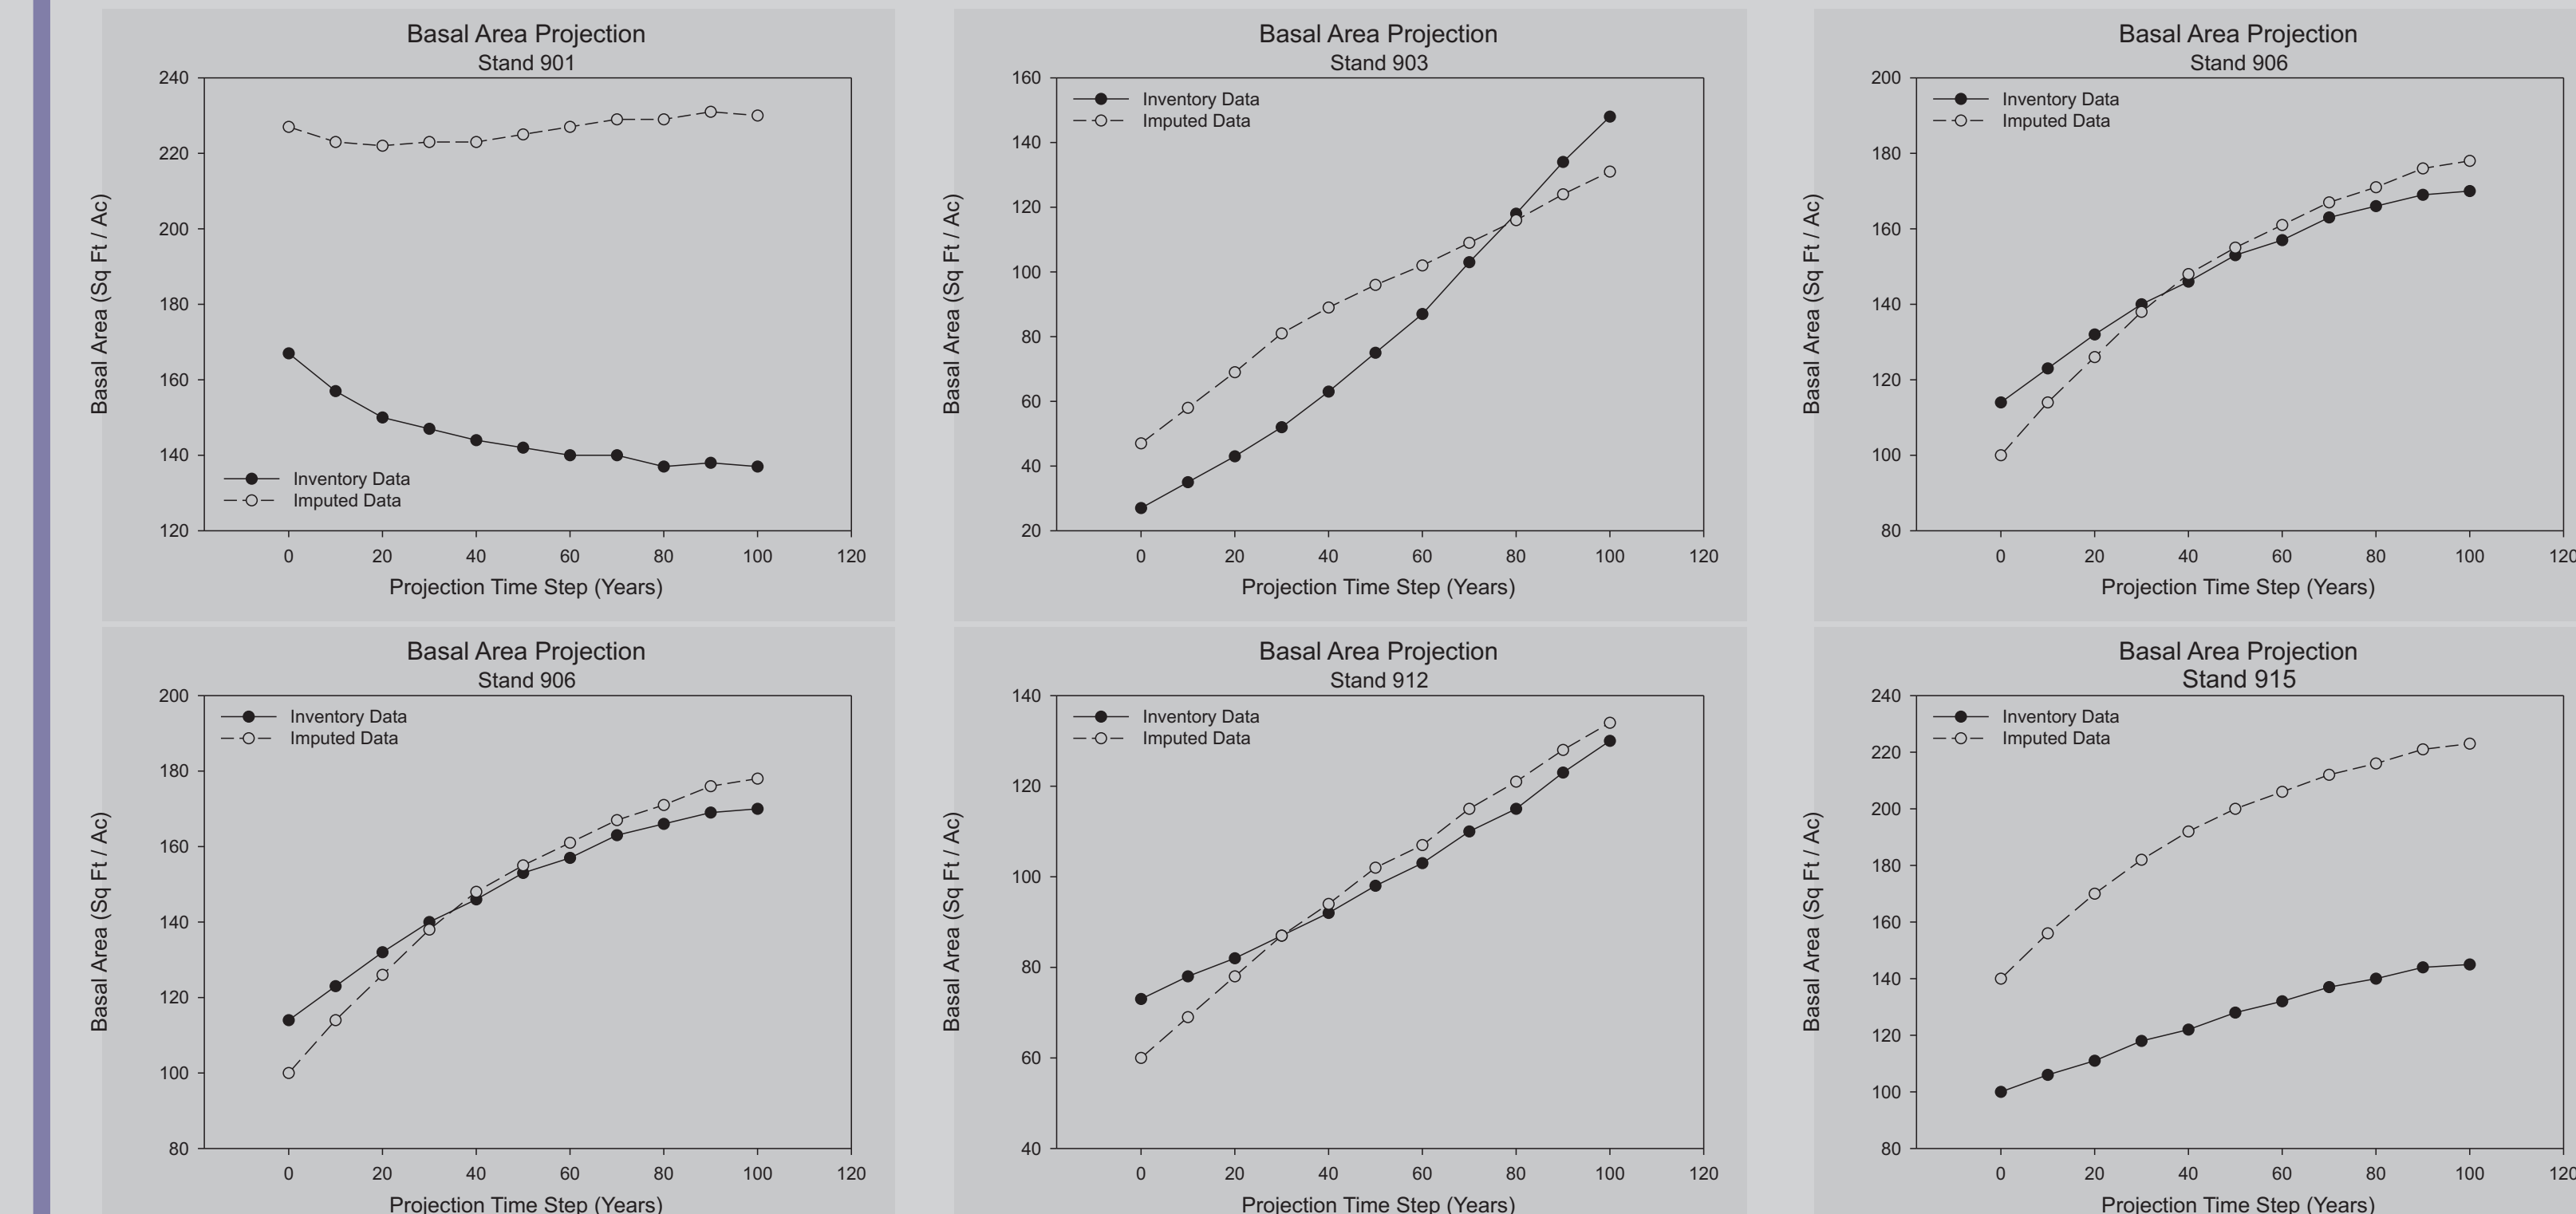 Basal Area Projection
Stand 901
Basal Area (Sq Ft / Ac)
240
220
200
180
160
140
120
Inventory Data
Imputed Data
0 20 40 60 80 100 120
Projection Time Step (Years)
Basal Area Projection
Stand 903
Basal Area (Sq Ft / Ac)
160
140
120
100
80
60
40
20
Inventory Data
Imputed Data
0 20 40 60 80 100 120
Projection Time Step (Years)
Basal Area Projection
Stand 906
Basal Area (Sq Ft / Ac)
200
180
160
140
120
100
80
Inventory Data
Imputed Data
0 20 40 60 80 100 120
Projection Time Step (Years)
Basal Area Projection
Stand 906
Basal Area (Sq Ft / Ac)
200
180
160
140
120
100
80
Inventory Data
Imputed Data
0 20 40 60 80 100 120
Projection Time Step (Years)
Basal Area Projection
Stand 912
Basal Area (Sq Ft / Ac)
140
120
100
80
60
40
Inventory Data
Imputed Data
0 20 40 60 80 100 120
Projection Time Step (Years)
Basal Area Projection
Stand 915
Basal Area (Sq Ft / Ac)
240
220
200
180
160
140
120
100
80
Inventory Data
Imputed Data
0 20 40 60 80 100 120
Projection Time Step (Years)